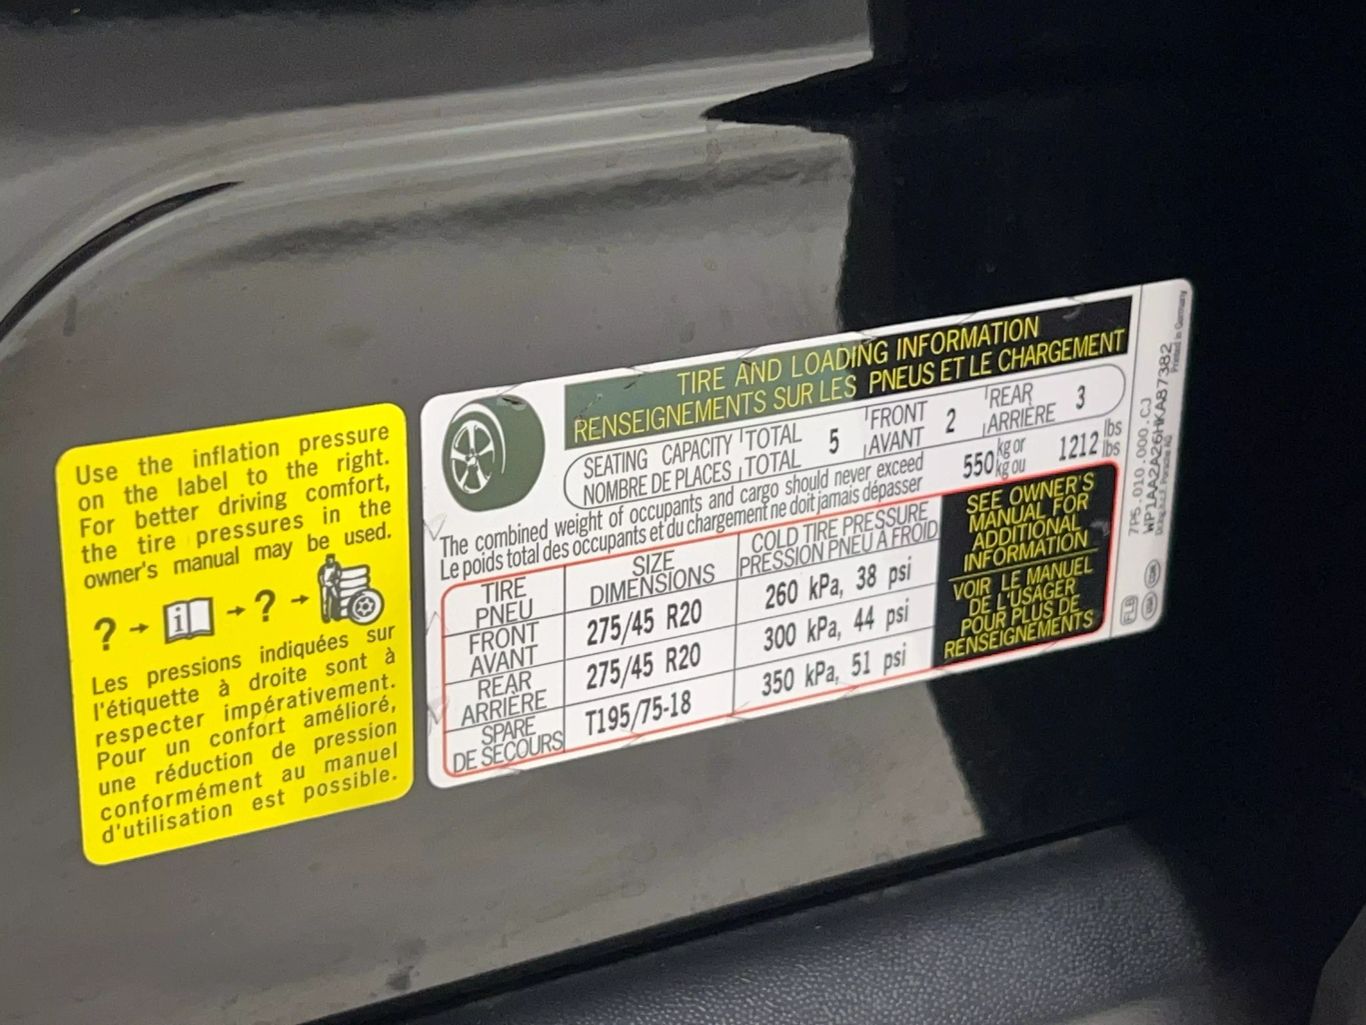 Use the inflation pressure
on the label to the right.
For better driving comfort,
the tire pressures in the
owner's manual may be used.
? → i → ? →
Les pressions indiquées sur
l'étiquette à droite sont à
respecter impérativement.
Pour un confort amélioré,
une réduction de pression
conformément au manuel
d'utilisation est possible.
TIRE AND LOADING INFORMATION
RENSEIGNEMENTS SUR LES PNEUS ET LE CHARGEMENT
SEATING CAPACITY TOTAL 5 FRONT 2 REAR 3
NOMBRE DE PLACES TOTAL AVANT ARRIÈRE
The combined weight of occupants and cargo should never exceed 550 kg or 1212 lbs
Le poids total des occupants et du chargement ne doit jamais dépasser kg ou lbs
TIRE SIZE COLD TIRE PRESSURE
PNEU DIMENSIONS PRESSION PNEU A FROID
FRONT 275/45 R20 260 kPa, 38 psi
AVANT
REAR 275/45 R20 300 kPa, 44 psi
ARRIÈRE
SPARE T195/75-18 350 kPa, 51 psi
DE SECOURS
SEE OWNER'S
MANUAL FOR
ADDITIONAL
INFORMATION
VOIR LE MANUEL
DE L'USAGER
POUR PLUS DE
RENSEIGNEMENTS
7P5.010.000.CJ
WP1AA2A26HKA87382
Printed in Germany
FLB